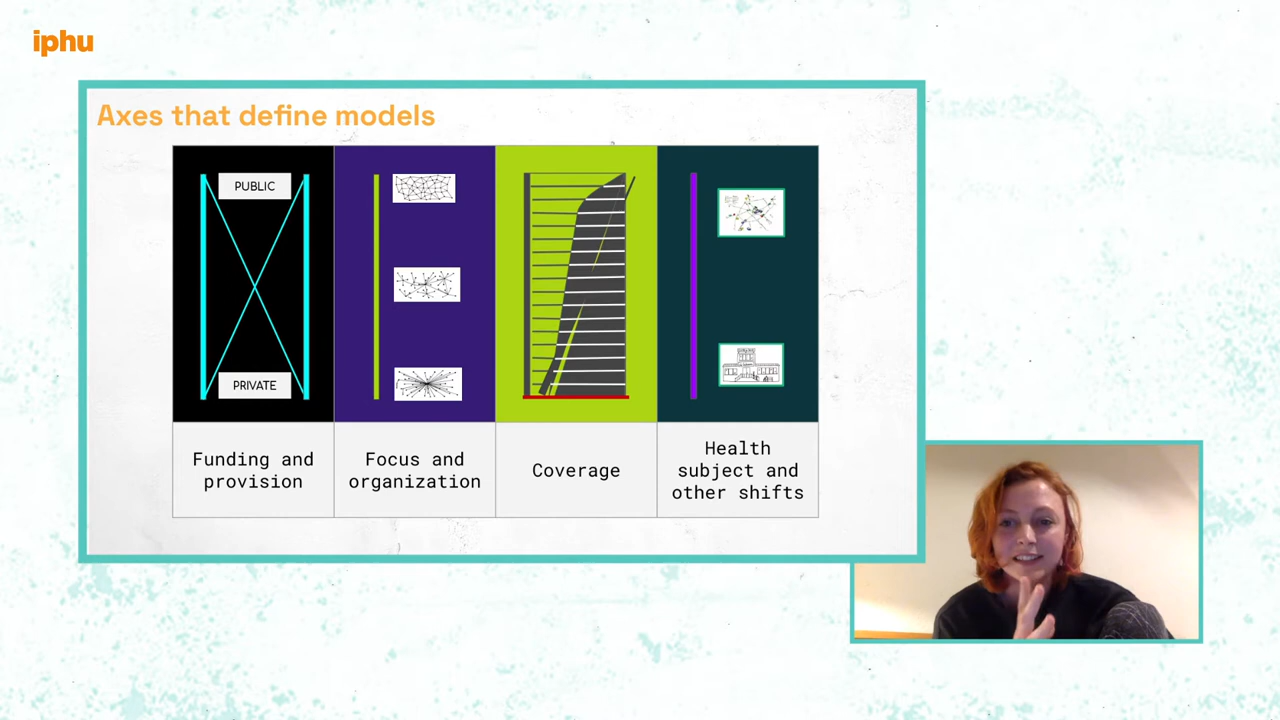 iphu
Axes that define models
PUBLIC
PRIVATE
Funding and
provision
Focus and
organization
Coverage
Health
subject and
other shifts